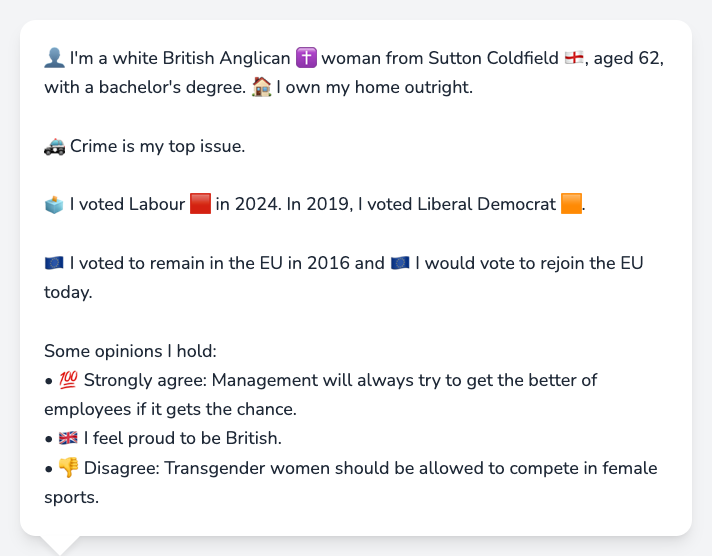 👤 I'm a white British Anglican ✝️ woman from Sutton Coldfield 🏴󠁧󠁢󠁥󠁮󠁧󠁿, aged 62,
with a bachelor's degree. 🏠 I own my home outright.
🚓 Crime is my top issue.
🗳️ I voted Labour 🟥 in 2024. In 2019, I voted Liberal Democrat 🟧.
🇪🇺 I voted to remain in the EU in 2016 and 🇪🇺 I would vote to rejoin the EU
today.
Some opinions I hold:
• 💯 Strongly agree: Management will always try to get the better of
employees if it gets the chance.
• 🇬🇧 I feel proud to be British.
• 👎 Disagree: Transgender women should be allowed to compete in female
sports.